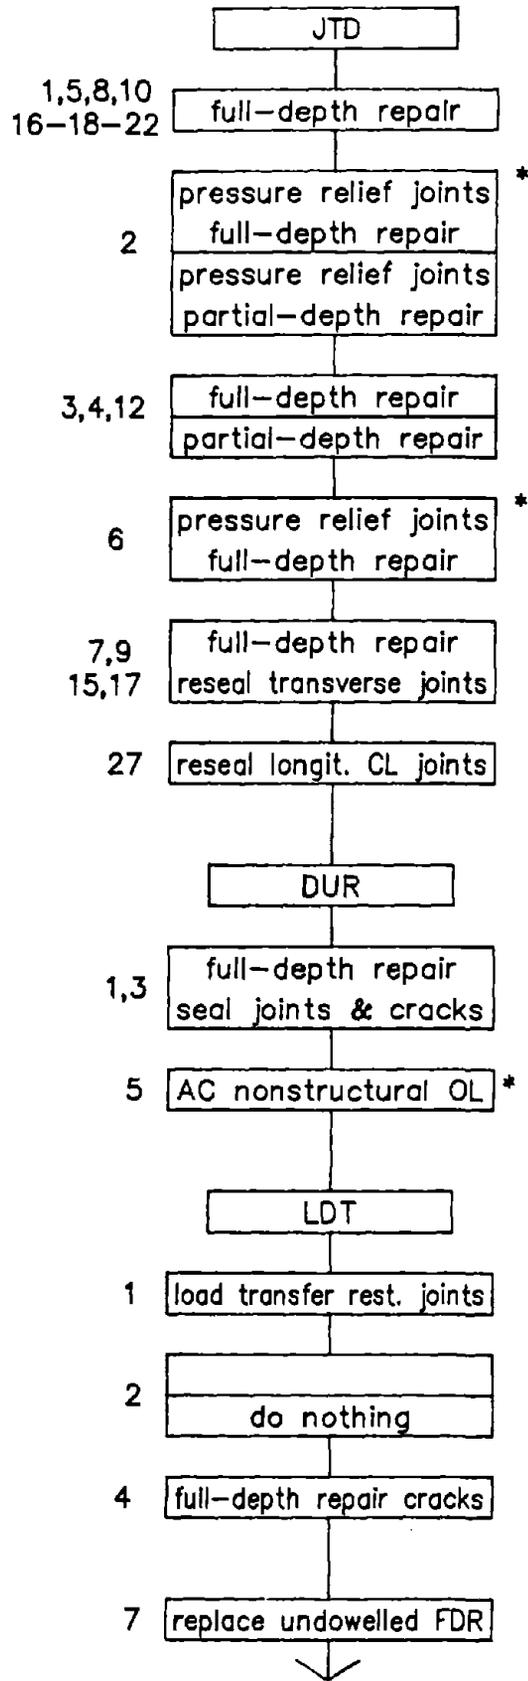 JTD
1,5,8,10
16-18-22
full-depth repair
2
pressure relief joints *
full-depth repair
pressure relief joints
partial-depth repair
3,4,12
full-depth repair
partial-depth repair
6
pressure relief joints *
full-depth repair
7,9
15,17
full-depth repair
reseal transverse joints
27
reseal longit. CL joints
DUR
1,3
full-depth repair
seal joints & cracks
5
AC nonstructural OL *
LDT
1
load transfer rest. joints
2
do nothing
4
full-depth repair cracks
7
replace undowelled FDR